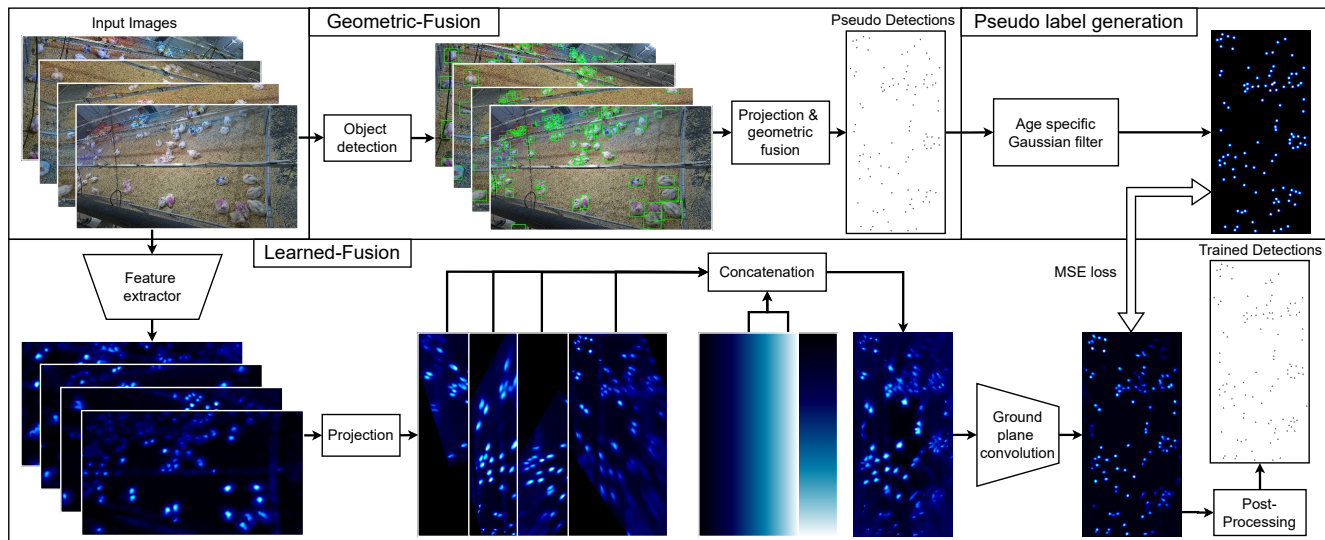 Input Images
Geometric-Fusion
Pseudo Detections
Pseudo label generation
Object
detection
Projection &
geometric
fusion
Age specific
Gaussian filter
Learned-Fusion
Feature
extractor
Concatenation
MSE loss
Trained Detections
Projection
Ground
plane
convolution
Post-
Processing